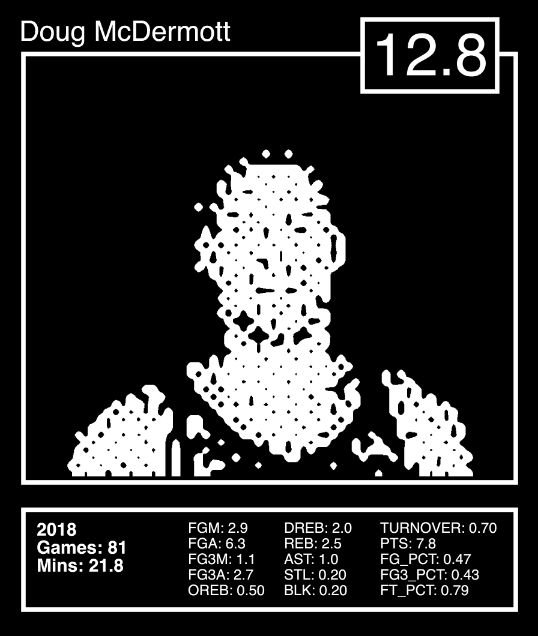 Doug McDermott
12.8
2018
Games: 81
Mins: 21.8
FGM: 2.9
FGA: 6.3
FG3M: 1.1
FG3A: 2.7
OREB: 0.50
DREB: 2.0
REB: 2.5
AST: 1.0
STL: 0.20
BLK: 0.20
TURNOVER: 0.70
PTS: 7.8
FG_PCT: 0.47
FG3_PCT: 0.43
FT_PCT: 0.79